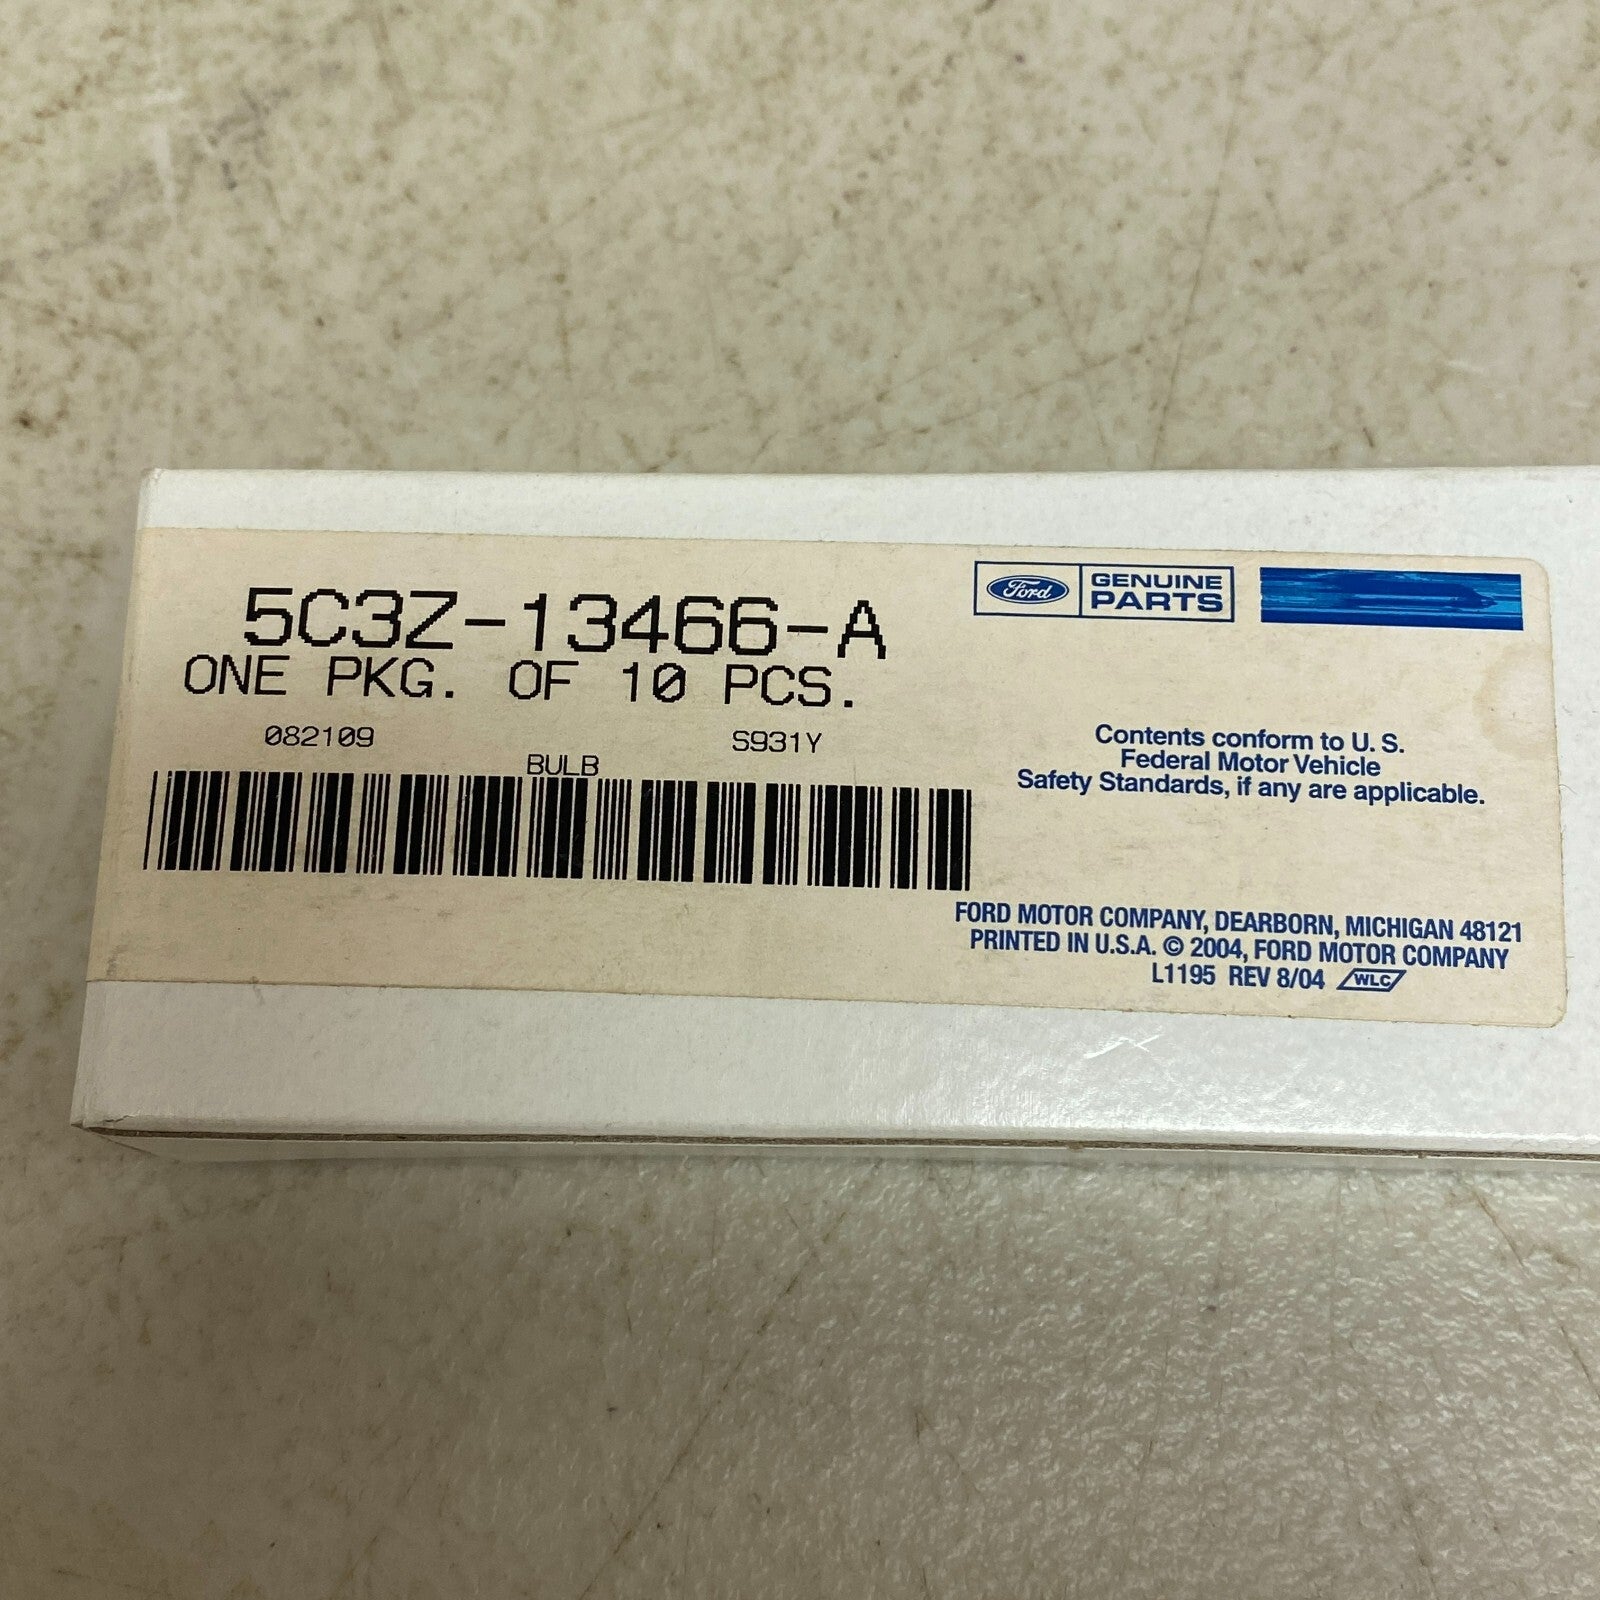 5C3Z-13466-A
ONE PKG. OF 10 PCS.
082109 S931Y
BULB
Ford GENUINE PARTS
Contents conform to U. S.
Federal Motor Vehicle
Safety Standards, if any are applicable.
FORD MOTOR COMPANY, DEARBORN, MICHIGAN 48121
PRINTED IN U.S.A. © 2004, FORD MOTOR COMPANY
L1195 REV 8/04 WLC